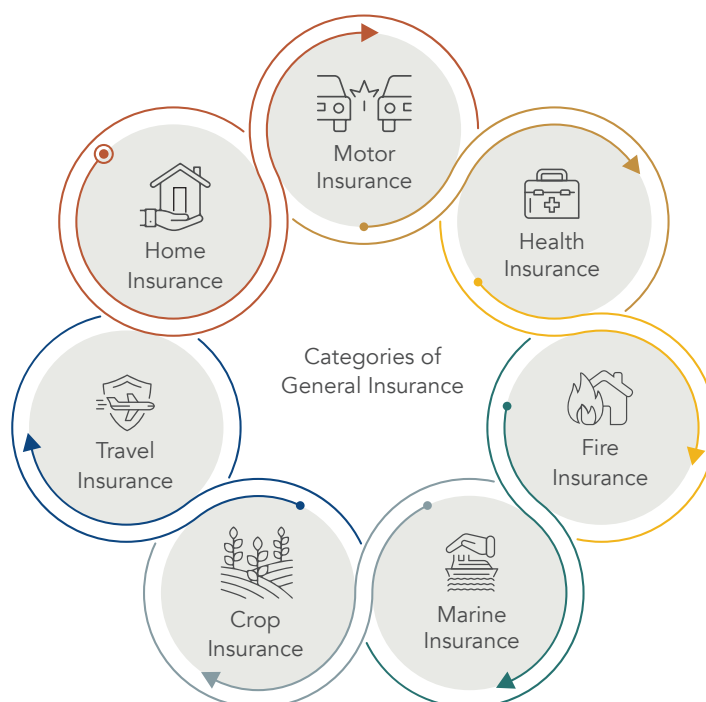 Motor
Insurance
Health
Insurance
Fire
Insurance
Marine
Insurance
Crop
Insurance
Travel
Insurance
Home
Insurance
Categories of
General Insurance